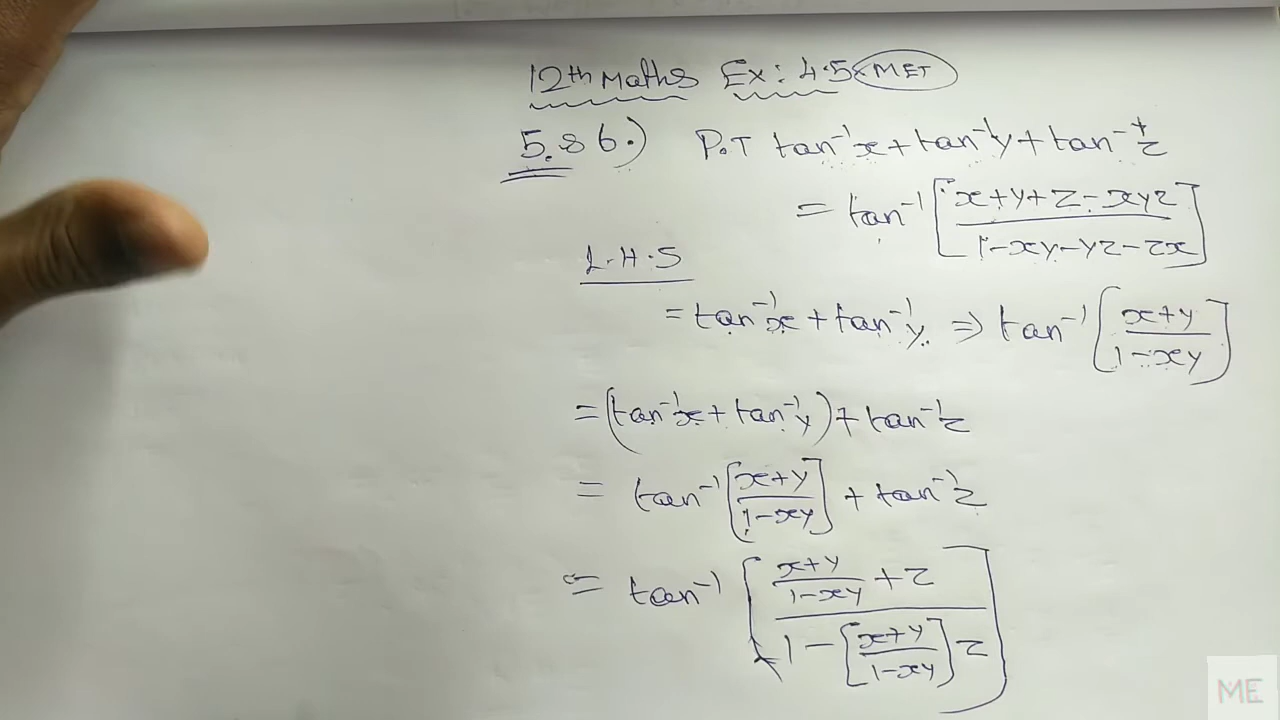 12th Maths Ex: 4.5 MET
5.86.) P.T tan⁻¹x + tan⁻¹y + tan⁻¹z
= tan⁻¹[(x+y+z-xyz)/(1-xy-yz-zx)]
L.H.S
= tan⁻¹x + tan⁻¹y ⇒ tan⁻¹[(x+y)/(1-xy)]
= (tan⁻¹x + tan⁻¹y) + tan⁻¹z
= tan⁻¹[(x+y)/(1-xy)] + tan⁻¹z
= tan⁻¹[((x+y)/(1-xy) + z)/(1 - [(x+y)/(1-xy)]z)]
ME